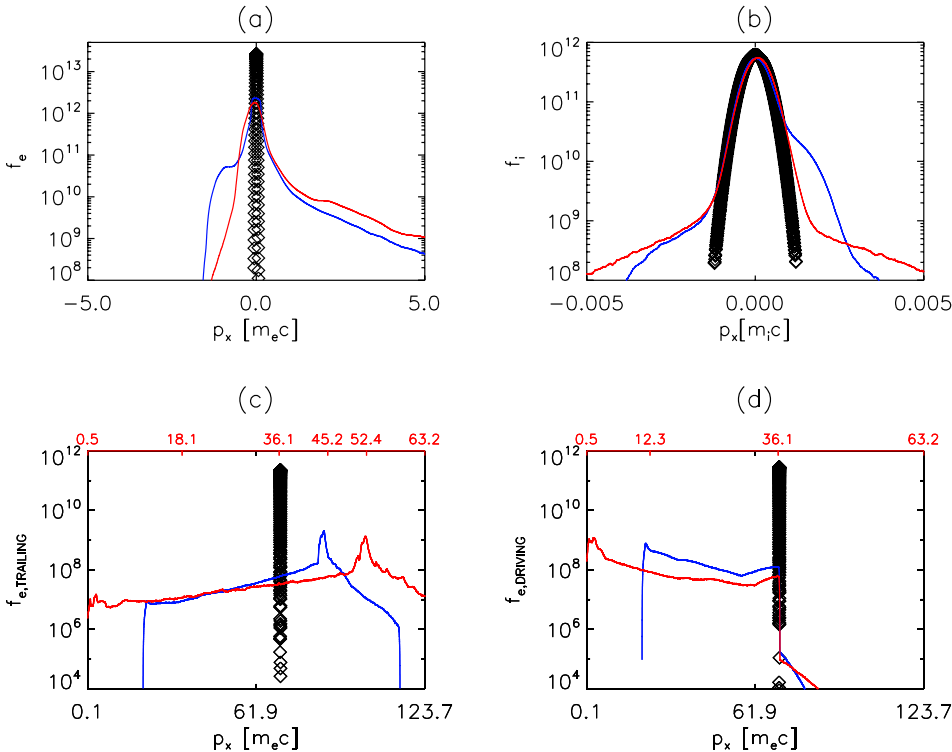 (a) (b)
10^13
10^12
10^11
10^10
10^9
10^8
f_e
-5.0 0.0 5.0
p_x [m_e c]
10^12
10^11
10^10
10^9
10^8
f_i
-0.005 0.000 0.005
p_x[m_i c]
(c) (d)
0.5 18.1 36.1 45.2 52.4 63.2
10^12
10^10
10^8
10^6
10^4
f_e,TRAILING
0.1 61.9 123.7
p_x [m_e c]
0.5 12.3 36.1 63.2
10^12
10^10
10^8
10^6
10^4
f_e,DRIVING
0.1 61.9 123.7
p_x [m_e c]